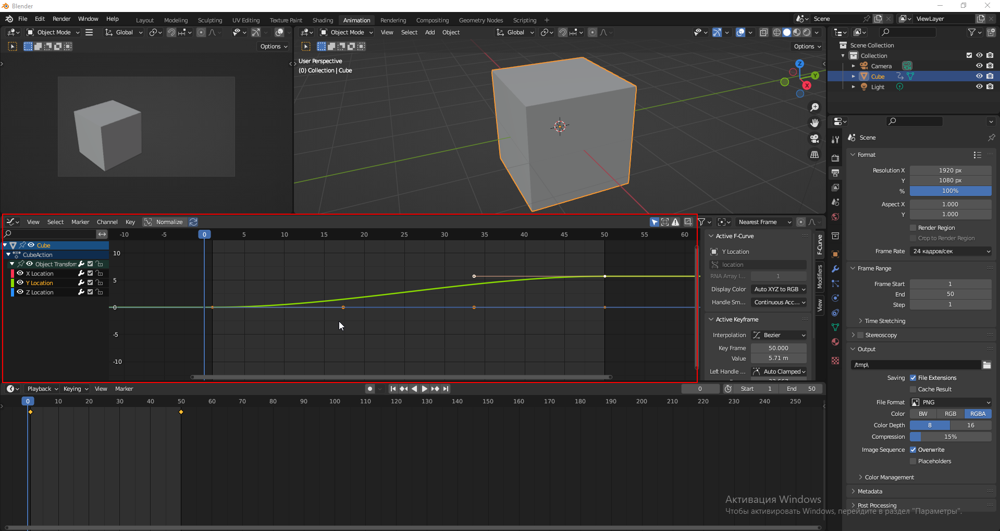 Blender
File Edit Render Window Help Layout Modeling Sculpting UV Editing Texture Paint Shading Animation Rendering Compositing Geometry Nodes Scripting + Scene ViewLayer
Object Mode Global Object Mode View Select Add Object Global
Options Options
User Perspective
(0) Collection | Cube
Z
Y
X
Scene Collection
Collection
Camera
Cube
Light
Scene
Format
Resolution X 1920 px
Y 1080 px
% 100%
Aspect X 1.000
Y 1.000
Render Region
Crop to Render Region
Frame Rate 24 кадров/сек
Frame Range
Frame Start 1
End 50
Step 1
Time Stretching
Stereoscopy
Output
/tmp\
Saving File Extensions
Cache Result
File Format PNG
Color BW RGB RGBA
Color Depth 8 16
Compression 15%
Image Sequence Overwrite
Placeholders
Color Management
Metadata
Post Processing
View Select Marker Channel Key Normalize Nearest Frame
-10 -5 0 5 10 15 20 25 30 35 40 45 50 55 60
Cube
CubeAction
Object Transfor
X Location
Y Location
Z Location
10
5
0
-5
-10
Active F-Curve
Y Location
location
RNA Array I... 1
Display Color Auto XYZ to RGB
Handle Sm... Continuous Acc...
Active Keyframe
Interpolation Bezier
Key Frame 50.000
Value 5.71 m
Left Handle ... Auto Clamped
F-Curve
Modifiers
View
Playback Keying View Marker 0 Start 1 End 50
0 10 20 30 40 50 60 70 80 90 100 110 120 130 140 150 160 170 180 190 200 210 220 230 240 250
Активация Windows
Чтобы активировать Windows, перейдите в раздел "Параметры".